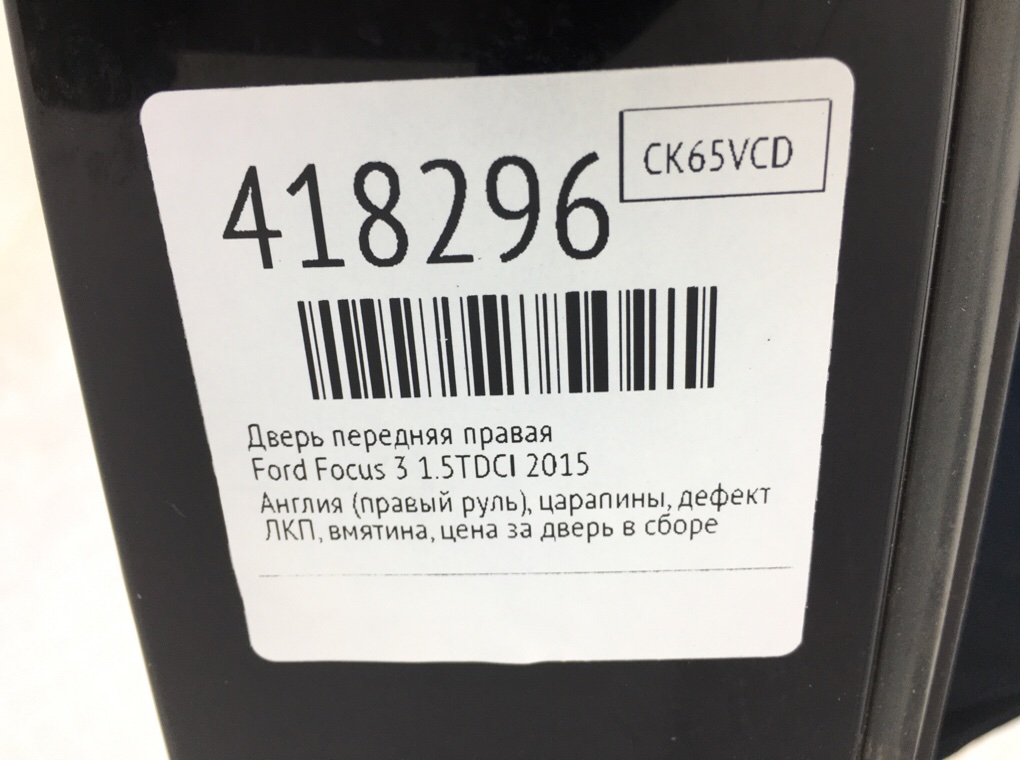 CK65VCD
418296
Дверь передняя правая
Ford Focus 3 1.5TDCI 2015
Англия (правый руль), царапины, дефект
ЛКП, вмятина, цена за дверь в сборе